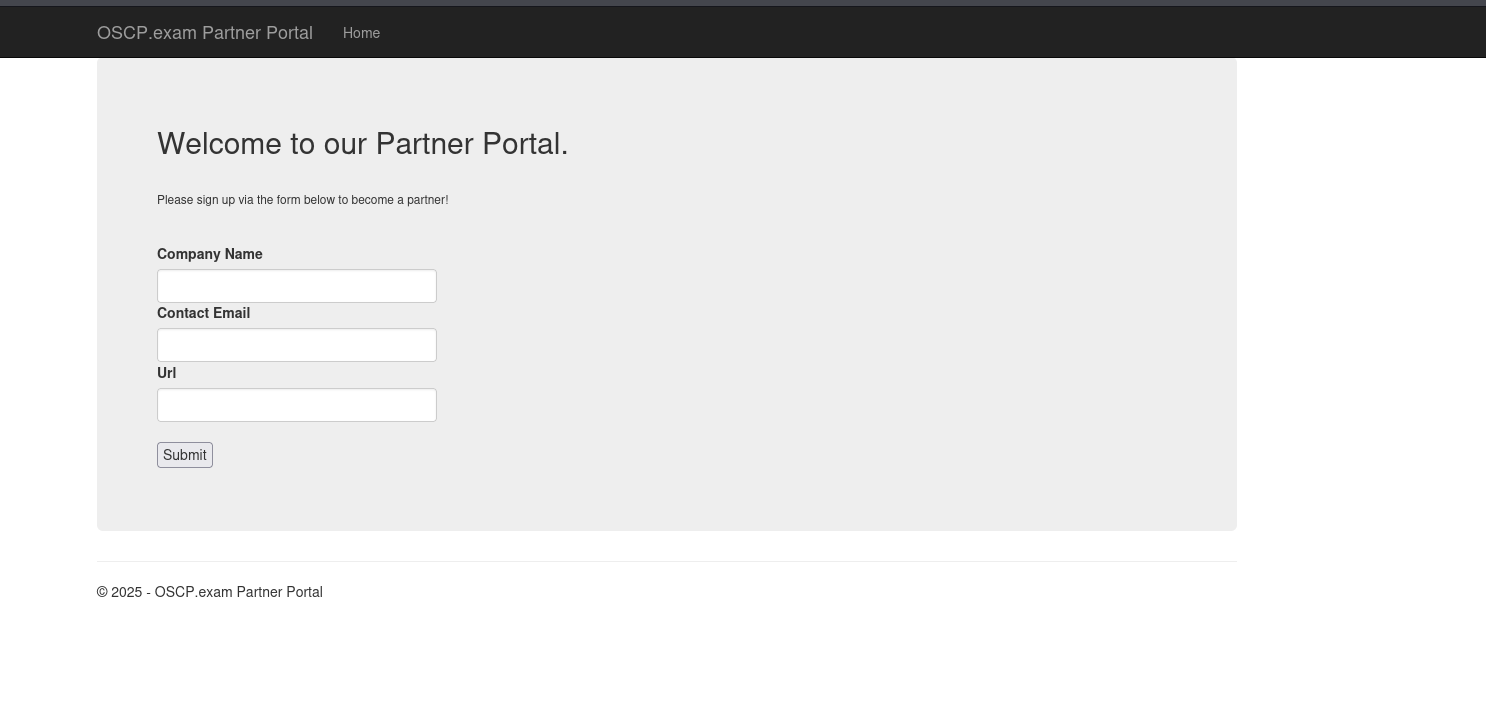 OSCP.exam Partner Portal Home
Welcome to our Partner Portal.
Please sign up via the form below to become a partner!
Company Name
Contact Email
Url
Submit
© 2025 - OSCP.exam Partner Portal